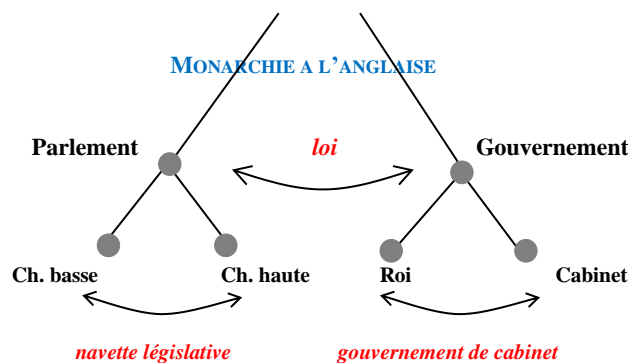 MONARCHIE A L'ANGLAISE
Parlement
loi
Gouvernement
Ch. basse
Ch. haute
Roi
Cabinet
navette législative
gouvernement de cabinet